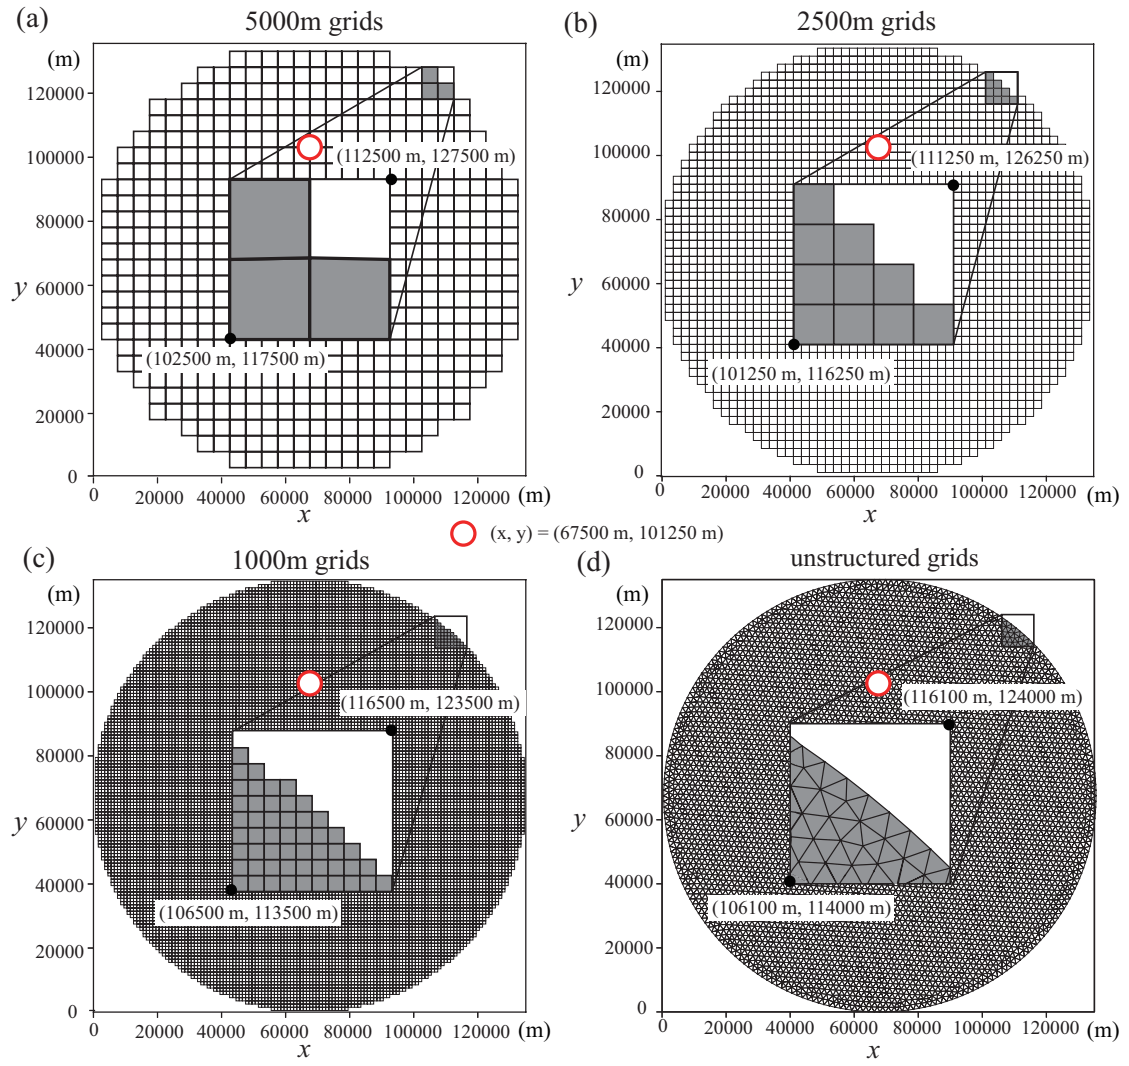 (a)
5000m grids
(m)
120000
100000
80000
60000
40000
20000
0
y
(112500 m, 127500 m)
(102500 m, 117500 m)
0 20000 40000 60000 80000 100000 120000 (m)
x
(b)
2500m grids
(m)
120000
100000
80000
60000
40000
20000
0
y
(111250 m, 126250 m)
(101250 m, 116250 m)
0 20000 40000 60000 80000 100000 120000 (m)
x
(x, y) = (67500 m, 101250 m)
(c)
1000m grids
(m)
120000
100000
80000
60000
40000
20000
0
y
(116500 m, 123500 m)
(106500 m, 113500 m)
0 20000 40000 60000 80000 100000 120000 (m)
x
(d)
unstructured grids
(m)
120000
100000
80000
60000
40000
20000
0
y
(116100 m, 124000 m)
(106100 m, 114000 m)
0 20000 40000 60000 80000 100000 120000 (m)
x